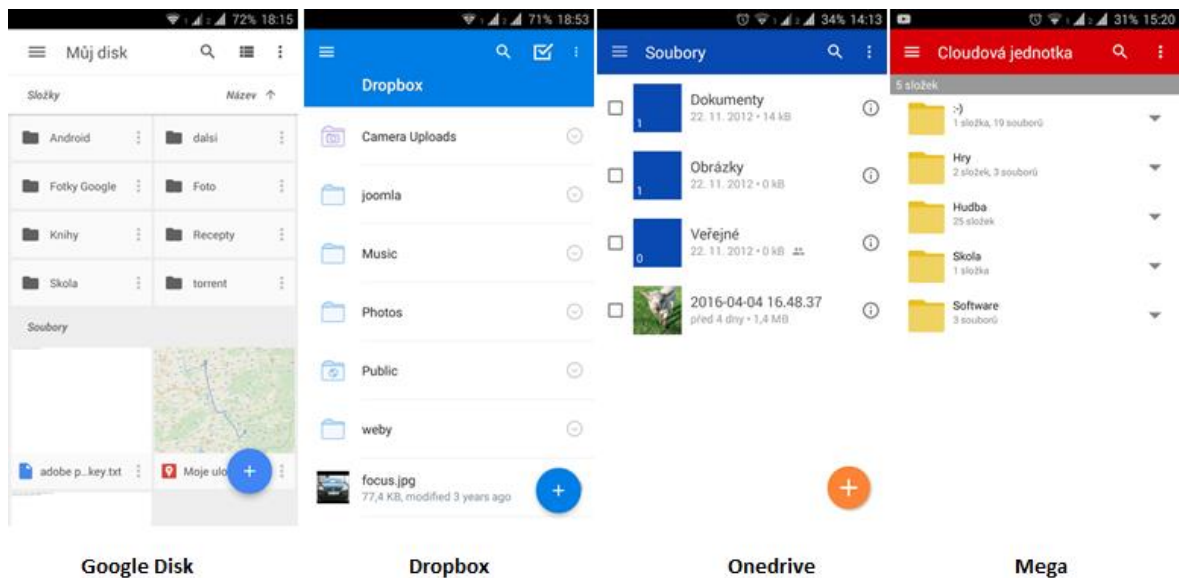 72% 18:15
Můj disk
Složky
Název
Android
dalsi
Fotky Google
Foto
Knihy
Recepty
Skola
torrent
Soubory
adobe p...key.txt
Moje ulo
Google Disk
71% 18:53
Dropbox
Camera Uploads
joomla
Music
Photos
Public
weby
focus.jpg
77,4 KB, modified 3 years ago
Dropbox
34% 14:13
Soubory
1
Dokumenty
22. 11. 2012 • 14 kB
1
Obrázky
22. 11. 2012 • 0 kB
0
Veřejné
22. 11. 2012 • 0 kB
2016-04-04 16.48.37
před 4 dny • 1,4 MB
Onedrive
31% 15:20
Cloudová jednotka
5 složek
:-)
1 složka, 19 souborů
Hry
2 složek, 3 souborů
Hudba
25 složek
Skola
1 složka
Software
3 souborů
Mega